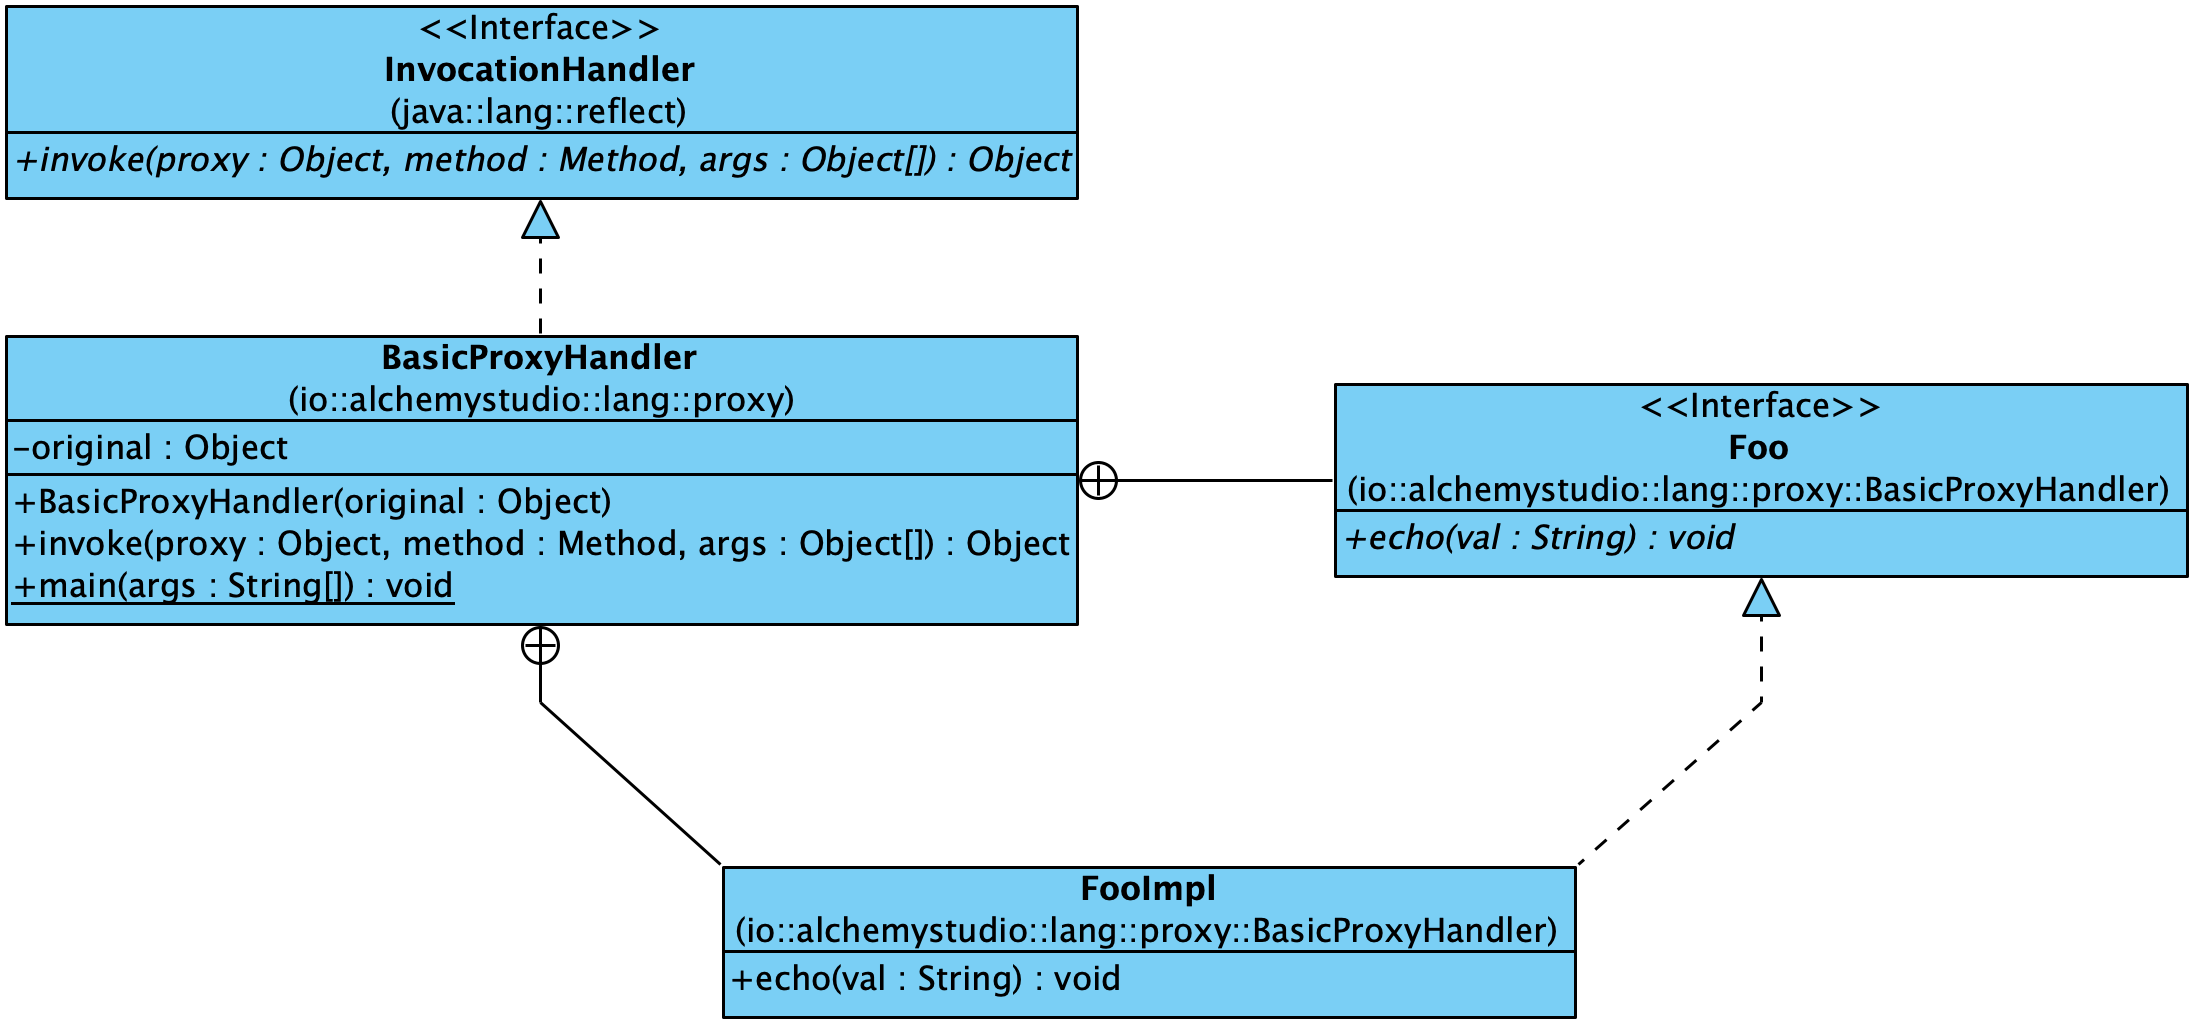 <<Interface>>
InvocationHandler
(java::lang::reflect)
+invoke(proxy : Object, method : Method, args : Object[]) : Object
BasicProxyHandler
(io::alchemystudio::lang::proxy)
-original : Object
+BasicProxyHandler(original : Object)
+invoke(proxy : Object, method : Method, args : Object[]) : Object
+main(args : String[]) : void
<<Interface>>
Foo
(io::alchemystudio::lang::proxy::BasicProxyHandler)
+echo(val : String) : void
FooImpl
(io::alchemystudio::lang::proxy::BasicProxyHandler)
+echo(val : String) : void